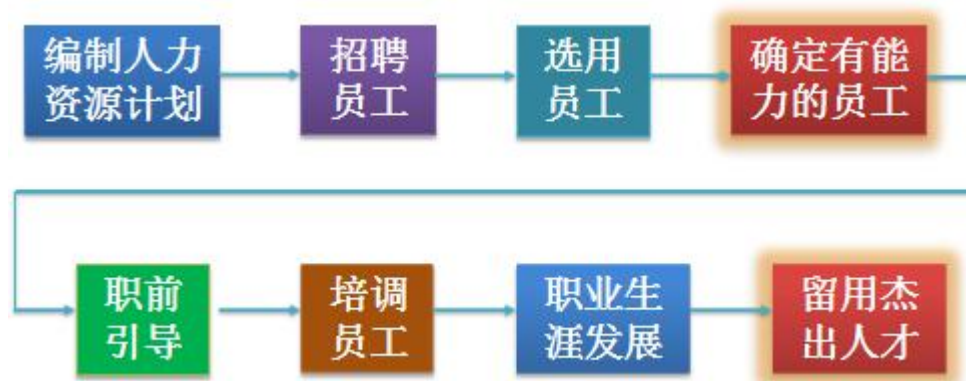 编制人力
资源计划
招聘
员工
选用
员工
确定有能
力的员工
职前
引导
培调
员工
职业生
涯发展
留用杰
出人才